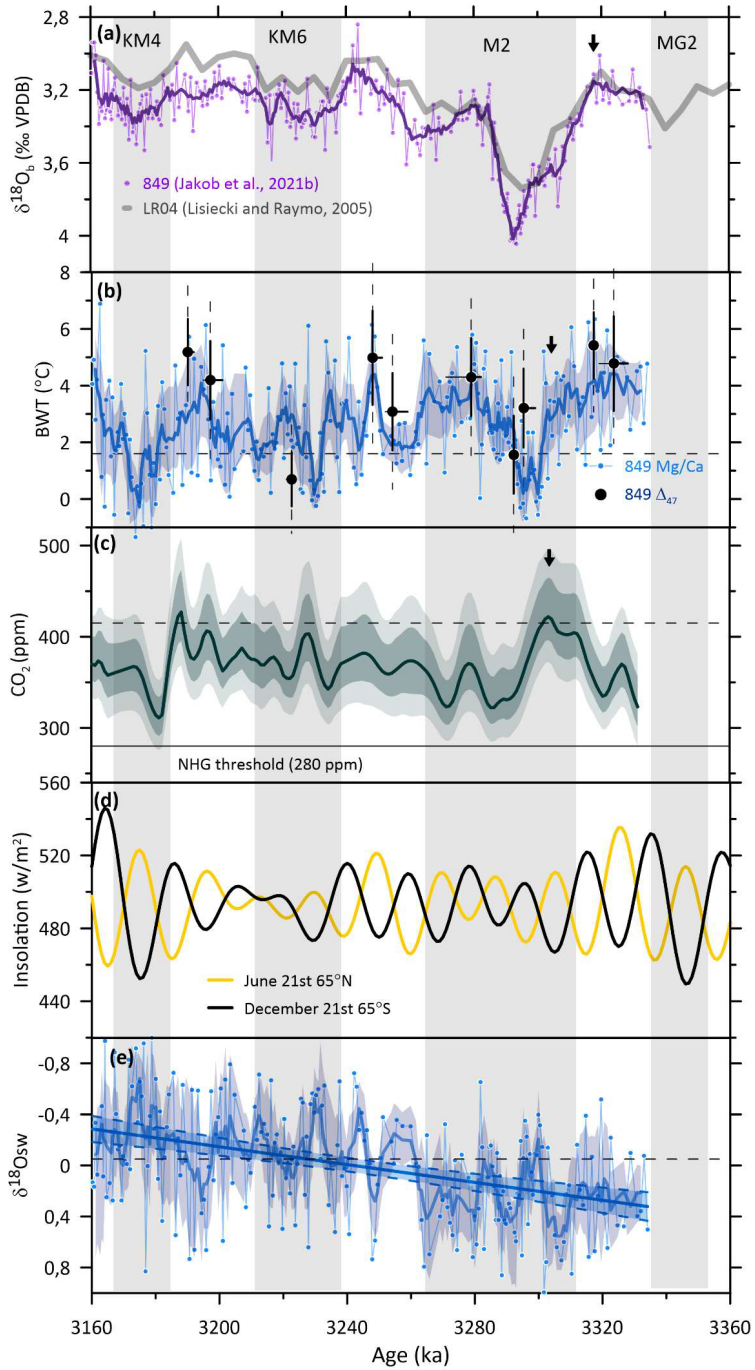 (a)
KM4
KM6
M2
MG2
2,8
3,2
3,6
4
δ¹⁸O_b (‰ VPDB)
849 (Jakob et al., 2021b)
LR04 (Lisiecki and Raymo, 2005)
(b)
8
6
4
2
0
BWT (°C)
849 Mg/Ca
849 Δ₄₇
(c)
500
400
300
CO₂ (ppm)
NHG threshold (280 ppm)
(d)
560
520
480
440
Insolation (w/m²)
June 21st 65°N
December 21st 65°S
(e)
-0,8
-0,4
0
0,4
0,8
δ¹⁸Osw
3160 3200 3240 3280 3320 3360
Age (ka)